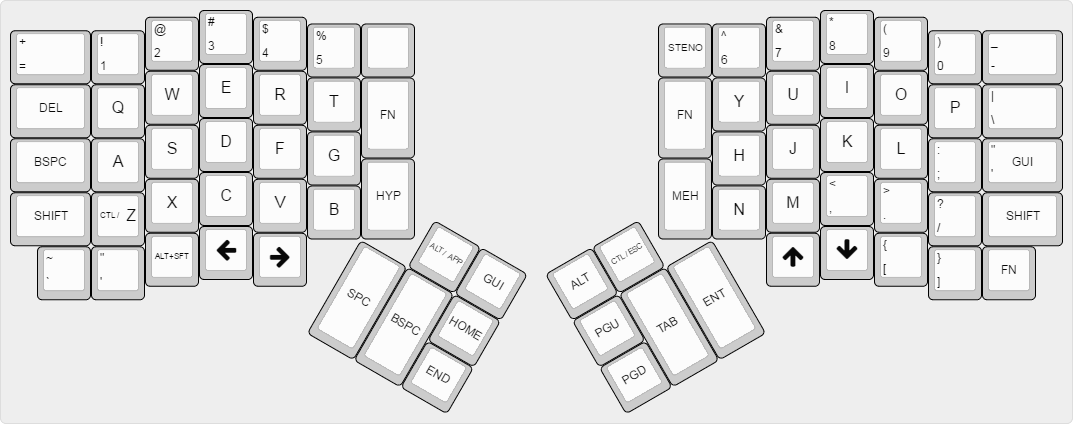 + ! @ # $ %
= 1 2 3 4 5
STENO ^ & * ( ) _
6 7 8 9 0 -
DEL Q W E R T FN
FN Y U I O P | \
BSPC A S D F G
H J K L : ; " ' GUI
SHIFT CTL / Z X C V B HYP
MEH N M < , > . ? / SHIFT
~ ` " ' ALT+SFT ← →
↑ ↓ { [ } ] FN
ALT / APP GUI
SPC BSPC HOME
END
ALT CTL / ESC
PGU TAB ENT
PGD